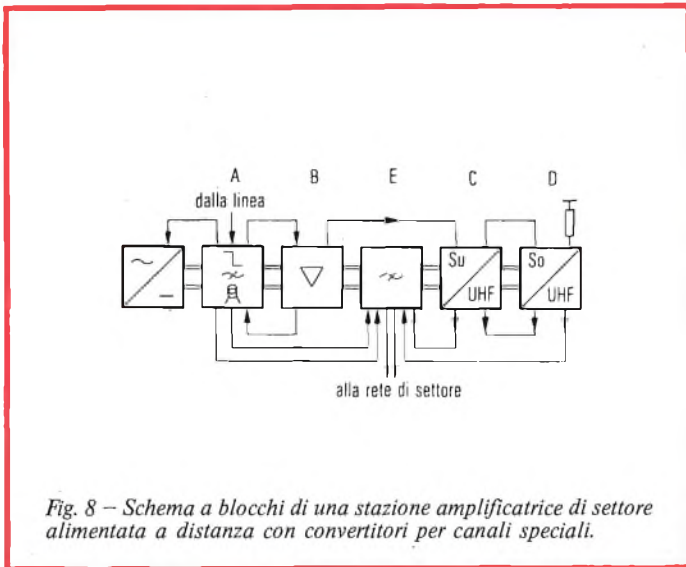 A B E C D
dalla linea
Su
UHF
So
UHF
alla rete di settore
Fig. 8 – Schema a blocchi di una stazione amplificatrice di settore
alimentata a distanza con convertitori per canali speciali.